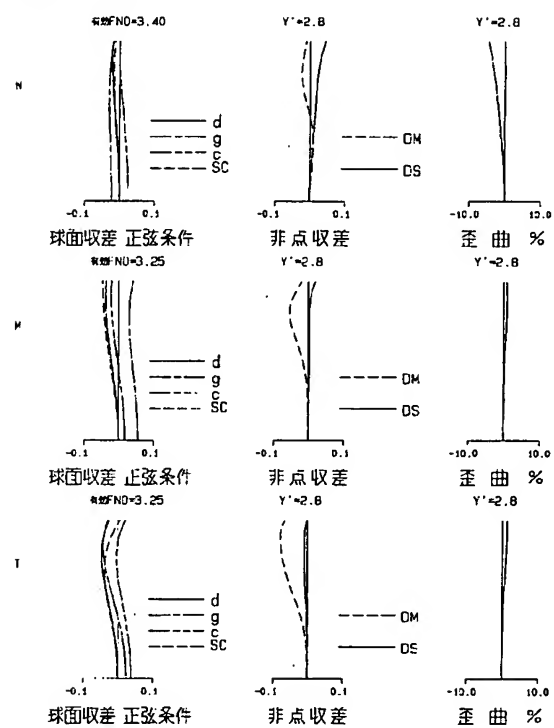 有効FNO=3.40 Y'=2.8 Y'=2.8
d
g
c
SC
DM
DS
-0.1 0.1 -0.1 0.1 -10.0 10.0
球面収差 正弦条件 非点収差 歪曲 %
有効FNO=3.25 Y'=2.8 Y'=2.8
M
d
g
c
SC
DM
DS
-0.1 0.1 -0.1 0.1 -10.0 10.0
球面収差 正弦条件 非点収差 歪曲 %
有効FNO=3.25 Y'=2.8 Y'=2.8
T
d
g
c
SC
DM
DS
-0.1 0.1 -0.1 0.1 -10.0 10.0
球面収差 正弦条件 非点収差 歪曲 %